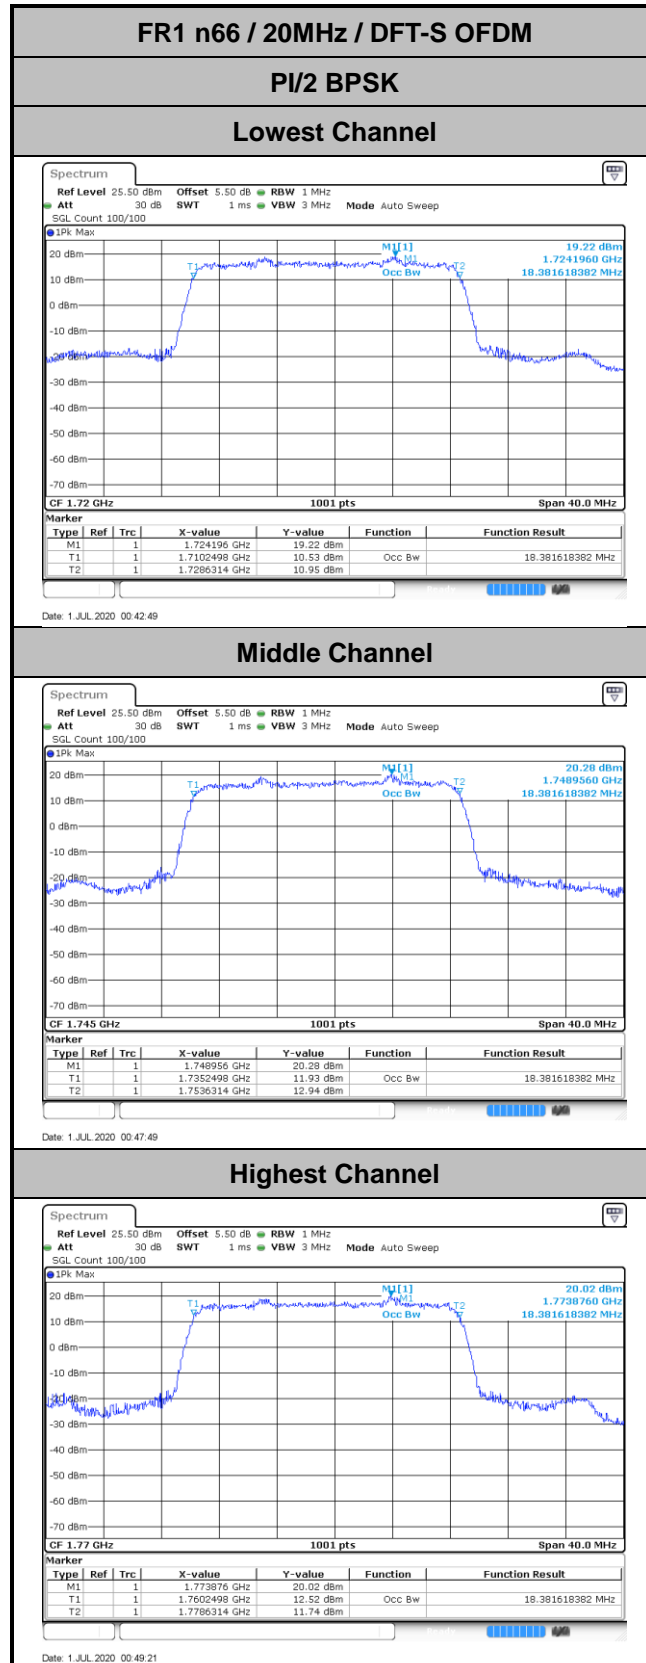 FR1 n66 / 20MHz / DFT-S OFDM
PI/2 BPSK
Lowest Channel
Spectrum
Ref Level 25.50 dBm Offset 5.50 dB RBW 1 MHz
Att 30 dB SWT 1 ms VBW 3 MHz Mode Auto Sweep
SGL Count 100/100
1Pk Max
M1[1] 19.22 dBm
1.7241960 GHz
Occ Bw 18.381618382 MHz
T1
M1
T2
20 dBm
10 dBm
0 dBm
-10 dBm
-20 dBm
-30 dBm
-40 dBm
-50 dBm
-60 dBm
-70 dBm
CF 1.72 GHz 1001 pts Span 40.0 MHz
Marker
Type Ref Trc X-value Y-value Function Function Result
M1 1 1.724196 GHz 19.22 dBm
T1 1 1.7102498 GHz 10.53 dBm Occ Bw 18.381618382 MHz
T2 1 1.7286314 GHz 10.95 dBm
Date: 1.JUL.2020 00:42:49
Middle Channel
Spectrum
Ref Level 25.50 dBm Offset 5.50 dB RBW 1 MHz
Att 30 dB SWT 1 ms VBW 3 MHz Mode Auto Sweep
SGL Count 100/100
1Pk Max
M1[1] 20.28 dBm
1.7489560 GHz
Occ Bw 18.381618382 MHz
T1
M1
T2
20 dBm
10 dBm
0 dBm
-10 dBm
-20 dBm
-30 dBm
-40 dBm
-50 dBm
-60 dBm
-70 dBm
CF 1.745 GHz 1001 pts Span 40.0 MHz
Marker
Type Ref Trc X-value Y-value Function Function Result
M1 1 1.748956 GHz 20.28 dBm
T1 1 1.7352498 GHz 11.93 dBm Occ Bw 18.381618382 MHz
T2 1 1.7536314 GHz 12.94 dBm
Date: 1.JUL.2020 00:47:49
Highest Channel
Spectrum
Ref Level 25.50 dBm Offset 5.50 dB RBW 1 MHz
Att 30 dB SWT 1 ms VBW 3 MHz Mode Auto Sweep
SGL Count 100/100
1Pk Max
M1[1] 20.02 dBm
1.7738760 GHz
Occ Bw 18.381618382 MHz
T1
M1
T2
20 dBm
10 dBm
0 dBm
-10 dBm
-20 dBm
-30 dBm
-40 dBm
-50 dBm
-60 dBm
-70 dBm
CF 1.77 GHz 1001 pts Span 40.0 MHz
Marker
Type Ref Trc X-value Y-value Function Function Result
M1 1 1.773876 GHz 20.02 dBm
T1 1 1.7602498 GHz 12.52 dBm Occ Bw 18.381618382 MHz
T2 1 1.7786314 GHz 11.74 dBm
Date: 1.JUL.2020 00:49:21